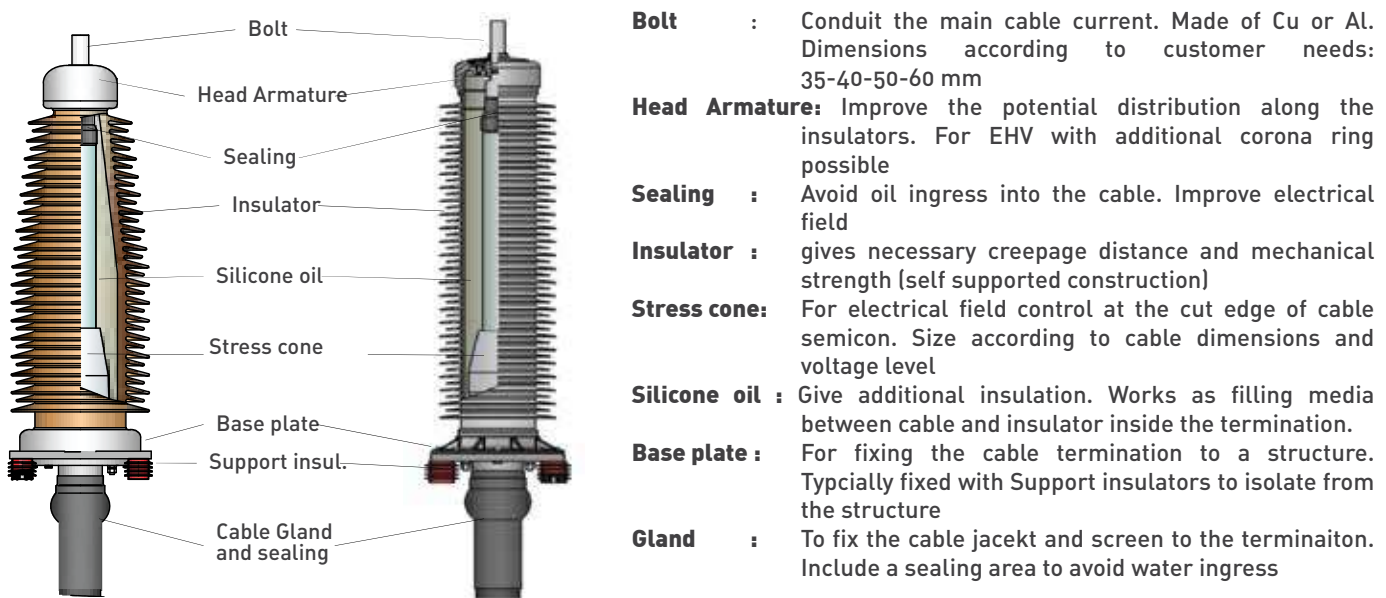 Bolt
Head Armature
Sealing
Insulator
Silicone oil
Stress cone
Base plate
Support insul.
Cable Gland
and sealing
Bolt : Conduit the main cable current. Made of Cu or Al.
Dimensions according to customer needs:
35-40-50-60 mm
Head Armature: Improve the potential distribution along the
insulators. For EHV with additional corona ring
possible
Sealing : Avoid oil ingress into the cable. Improve electrical
field
Insulator : gives necessary creepage distance and mechanical
strength (self supported construction)
Stress cone: For electrical field control at the cut edge of cable
semicon. Size according to cable dimensions and
voltage level
Silicone oil : Give additional insulation. Works as filling media
between cable and insulator inside the termination.
Base plate : For fixing the cable termination to a structure.
Typcially fixed with Support insulators to isolate from
the structure
Gland : To fix the cable jacekt and screen to the terminaiton.
Include a sealing area to avoid water ingress